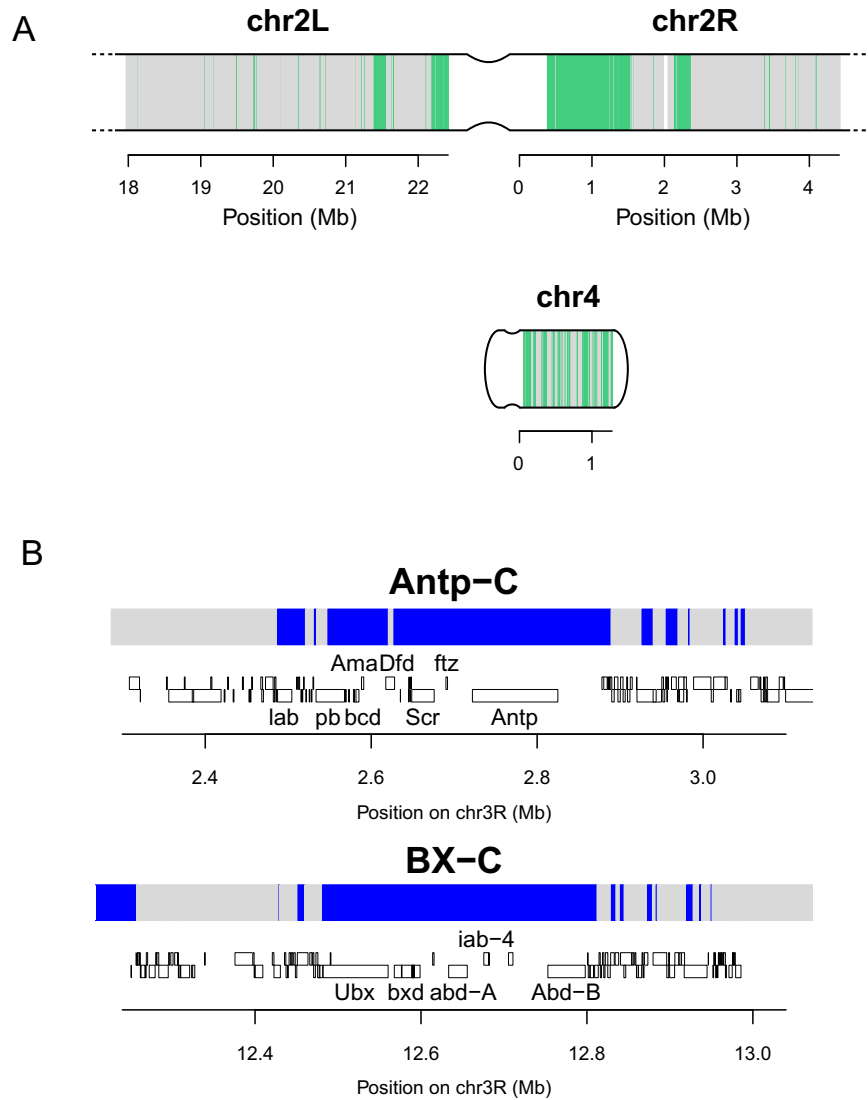 A
chr2L chr2R
18 19 20 21 22 0 1 2 3 4
Position (Mb) Position (Mb)
chr4
0 1
B
Antp−C
Ama Dfd ftz
lab pb bcd Scr Antp
2.4 2.6 2.8 3.0
Position on chr3R (Mb)
BX−C
iab−4
Ubx bxd abd−A Abd−B
12.4 12.6 12.8 13.0
Position on chr3R (Mb)